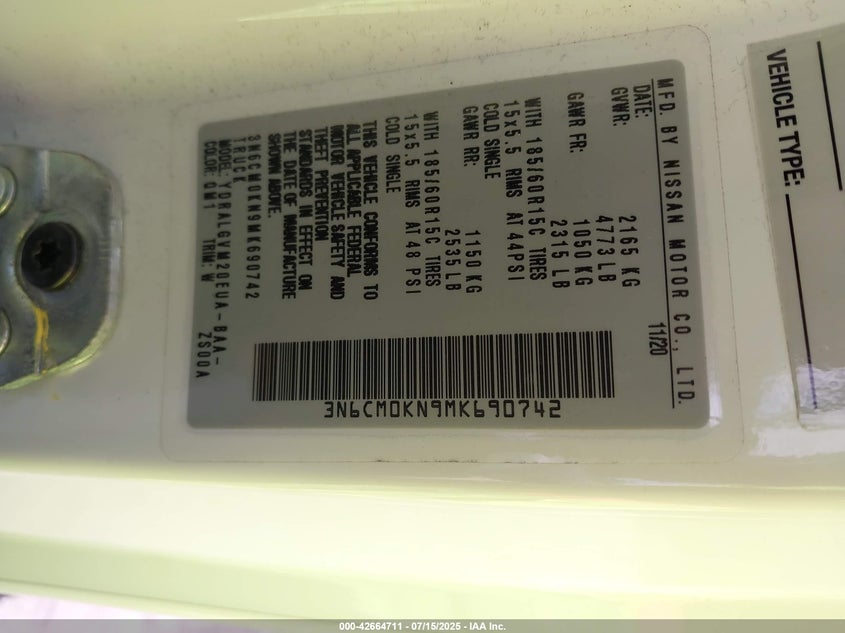 MFD. BY NISSAN MOTOR CO., LTD.
DATE: 11/20
GVWR: 2165 KG
4773 LB
GAWR FR: 1050 KG
2315 LB
WITH 185/60R15C TIRES
15x5.5 RIMS AT 44PSI
COLD SINGLE
GAWR RR: 1150 KG
2535 LB
WITH 185/60R15C TIRES
15x5.5 RIMS AT 48 PSI
COLD SINGLE
THIS VEHICLE CONFORMS TO
ALL APPLICABLE FEDERAL
MOTOR VEHICLE SAFETY AND
THEFT PREVENTION
STANDARDS IN EFFECT ON
THE DATE OF MANUFACTURE
SHOWN ABOVE.
3N6CM0KN9MK690742
TRUCK
MODEL: YDRALGVM20EUA-BAA-
ZS00A
COLOR: QM1 TRIM: W
3N6CM0KN9MK690742
VEHICLE TYPE:
000-42664711 - 07/15/2025 - IAA Inc.